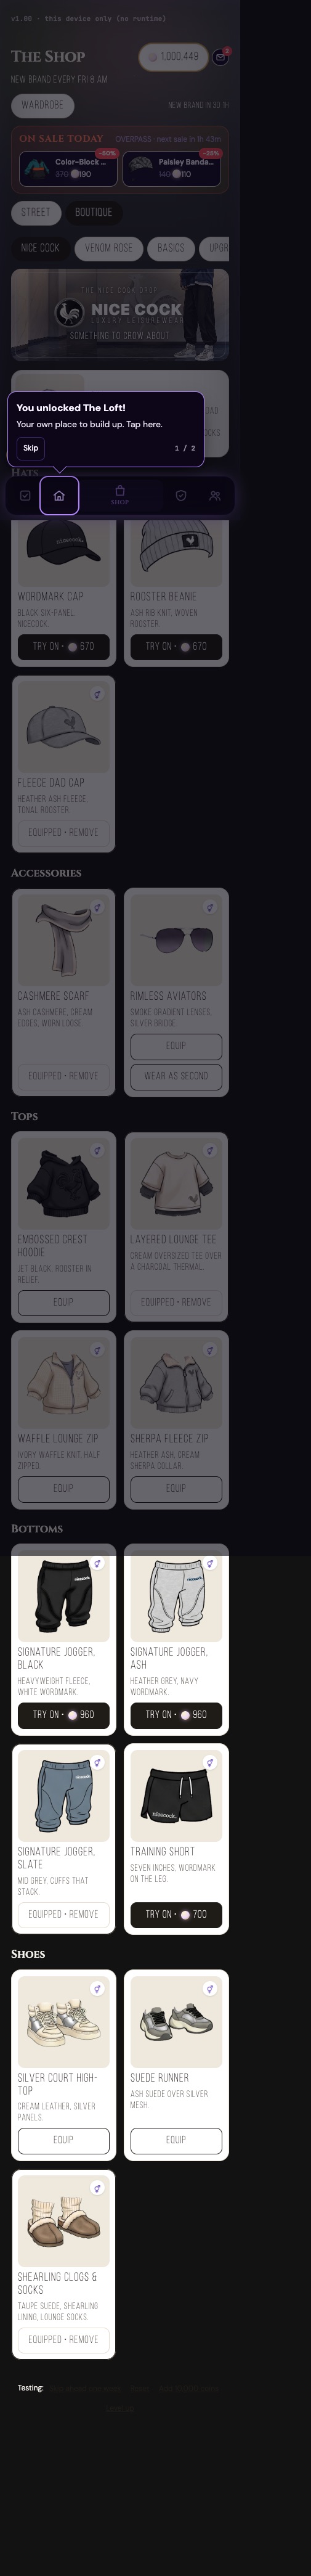 v1.00 · this device only (no runtime)
THE SHOP
1,000,449
2
NEW BRAND EVERY FRI 8 AM
WARDROBE
NEW BRAND IN 3D 1H
ON SALE TODAY
OVERPASS · next sale in 1h 43m
-50%
Color-Block ...
370 190
-25%
Paisley Banda...
140 110
STREET
BOUTIQUE
NICE COCK
VENOM ROSE
BASICS
UPGR
THE NICE COCK DROP
NICE COCK
LUXURY LEISUREWEAR
SOMETHING TO CROW ABOUT
You unlocked The Loft!
Your own place to build up. Tap here.
Skip
1 / 2
HATS
SHOP
WORDMARK CAP
BLACK SIX-PANEL, NICECOCK.
TRY ON · 670
ROOSTER BEANIE
ASH RIB KNIT, WOVEN ROOSTER.
TRY ON · 670
FLEECE DAD CAP
HEATHER ASH FLEECE, TONAL ROOSTER.
EQUIPPED · REMOVE
ACCESSORIES
CASHMERE SCARF
ASH CASHMERE, CREAM EDGES, WORN LOOSE.
EQUIPPED · REMOVE
RIMLESS AVIATORS
SMOKE GRADIENT LENSES, SILVER BRIDGE.
EQUIP
WEAR AS SECOND
TOPS
EMBOSSED CREST HOODIE
JET BLACK, ROOSTER IN RELIEF.
EQUIP
LAYERED LOUNGE TEE
CREAM OVERSIZED TEE OVER A CHARCOAL THERMAL.
EQUIPPED · REMOVE
WAFFLE LOUNGE ZIP
IVORY WAFFLE KNIT, HALF ZIPPED.
EQUIP
SHERPA FLEECE ZIP
HEATHER ASH, CREAM SHERPA COLLAR.
EQUIP
BOTTOMS
SIGNATURE JOGGER, BLACK
HEAVYWEIGHT FLEECE, WHITE WORDMARK.
TRY ON · 960
SIGNATURE JOGGER, ASH
HEATHER GREY, NAVY WORDMARK.
TRY ON · 960
SIGNATURE JOGGER, SLATE
MID GREY, CUFFS THAT STACK.
EQUIPPED · REMOVE
TRAINING SHORT
SEVEN INCHES, WORDMARK ON THE LEG.
TRY ON · 700
SHOES
SILVER COURT HIGH-TOP
CREAM LEATHER, SILVER PANELS.
EQUIP
SUEDE RUNNER
ASH SUEDE OVER SILVER MESH.
EQUIP
SHEARLING CLOGS & SOCKS
TAUPE SUEDE, SHEARLING LINING, LOUNGE SOCKS.
EQUIPPED · REMOVE
Testing: